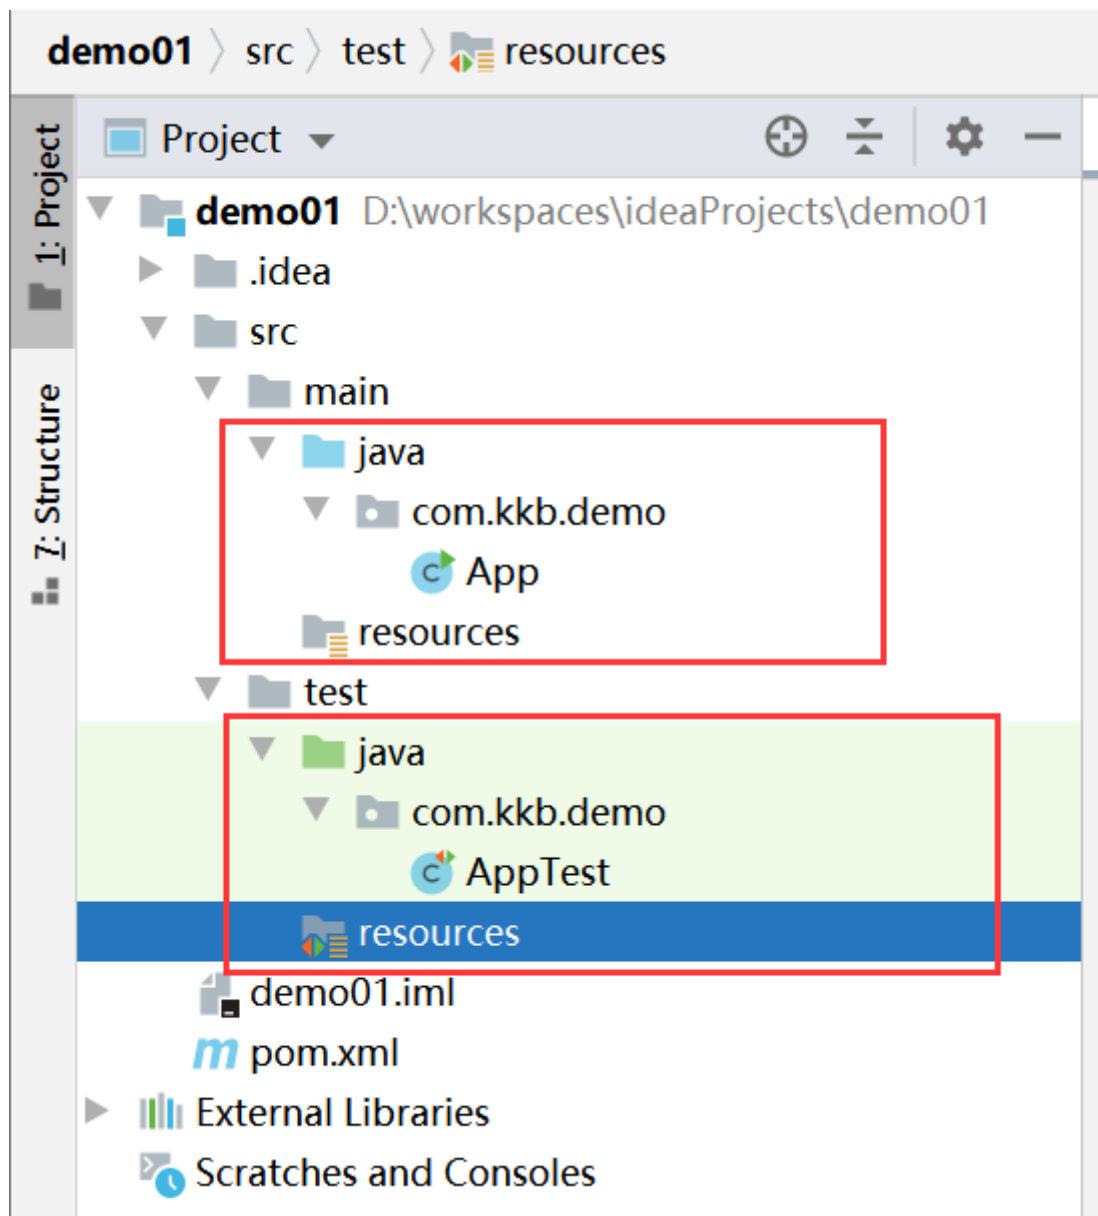 demo01 src test resources
1: Project
7: Structure
Project
demo01 D:\workspaces\ideaProjects\demo01
.idea
src
main
java
com.kkb.demo
App
resources
test
java
com.kkb.demo
AppTest
resources
demo01.iml
pom.xml
External Libraries
Scratches and Consoles